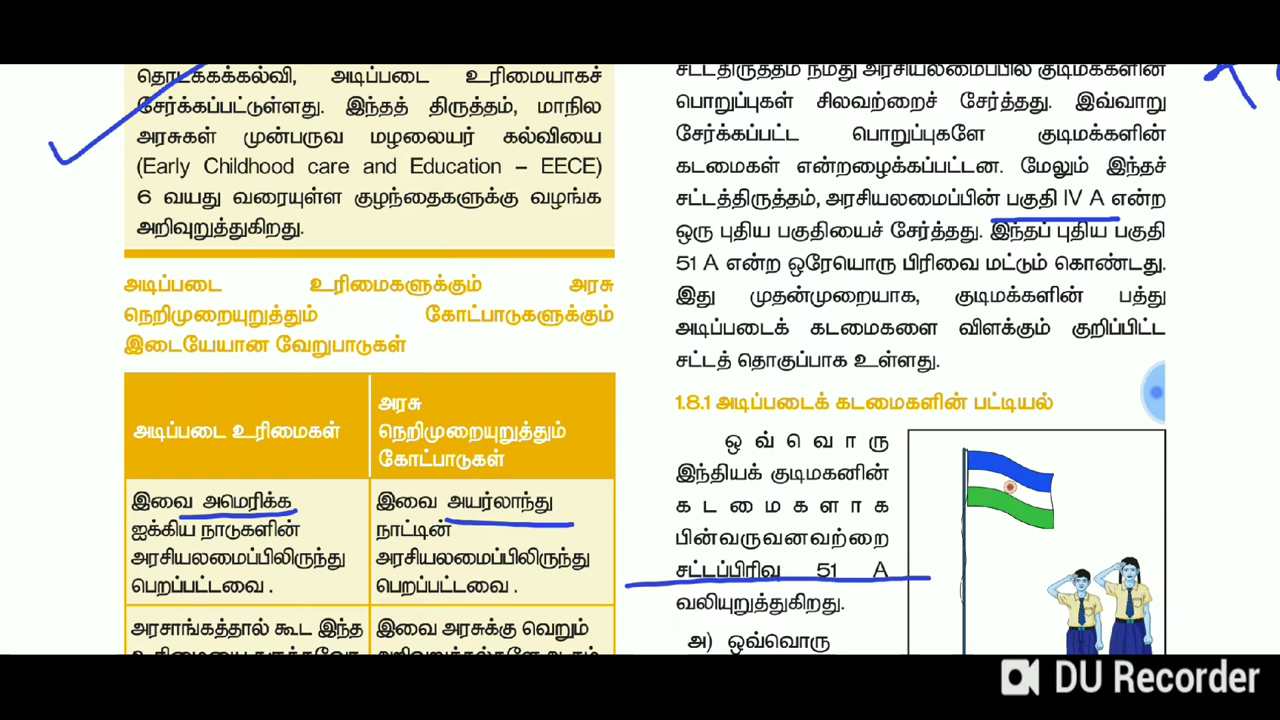 தொடக்கக்கல்வி, அடிப்படை உரிமையாகச்
சேர்க்கப்பட்டுள்ளது. இந்தத் திருத்தம், மாநில
அரசுகள் முன்பருவ மழலையர் கல்வியை
(Early Childhood care and Education – EECE)
6 வயது வரையுள்ள குழந்தைகளுக்கு வழங்க
அறிவுறுத்துகிறது.
அடிப்படை உரிமைகளுக்கும் அரசு
நெறிமுறையுறுத்தும் கோட்பாடுகளுக்கும்
இடையேயான வேறுபாடுகள்
அடிப்படை உரிமைகள்
அரசு
நெறிமுறையுறுத்தும்
கோட்பாடுகள்
இவை அமெரிக்க
ஐக்கிய நாடுகளின்
அரசியலமைப்பிலிருந்து
பெறப்பட்டவை .
இவை அயர்லாந்து
நாட்டின்
அரசியலமைப்பிலிருந்து
பெறப்பட்டவை .
அரசாங்கத்தால் கூட இந்த
இவை அரசுக்கு வெறும்
சட்டத்திருத்தம் நமது அரசியலமைப்பில் குடிமக்களின்
பொறுப்புகள் சிலவற்றைச் சேர்த்தது. இவ்வாறு
சேர்க்கப்பட்ட பொறுப்புகளே குடிமக்களின்
கடமைகள் என்றழைக்கப்பட்டன. மேலும் இந்தச்
சட்டத்திருத்தம், அரசியலமைப்பின் பகுதி IV A என்ற
ஒரு புதிய பகுதியைச் சேர்த்தது. இந்தப் புதிய பகுதி
51 A என்ற ஒரேயொரு பிரிவை மட்டும் கொண்டது.
இது முதன்முறையாக, குடிமக்களின் பத்து
அடிப்படைக் கடமைகளை விளக்கும் குறிப்பிட்ட
சட்டத் தொகுப்பாக உள்ளது.
1.8.1 அடிப்படைக் கடமைகளின் பட்டியல்
ஒவ்வொரு
இந்தியக் குடிமகனின்
கடமைகளாக
பின்வருவனவற்றை
சட்டப்பிரிவு 51 A
வலியுறுத்துகிறது.
அ) ஒவ்வொரு
DU Recorder